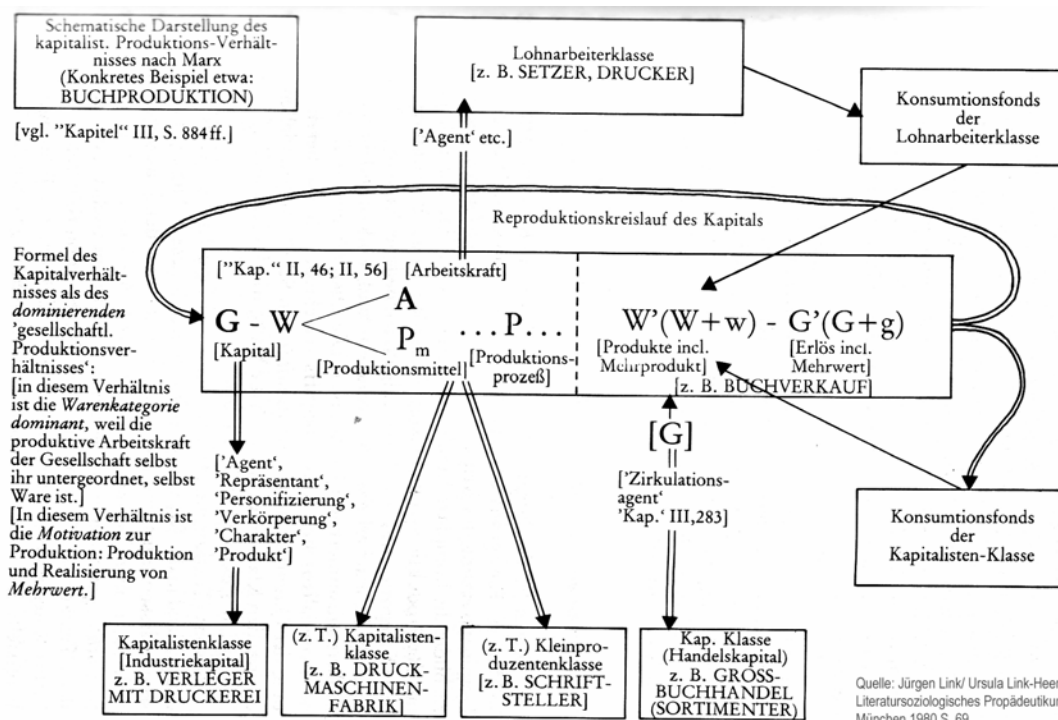 Schematische Darstellung des
kapitalist. Produktions-Verhält-
nisses nach Marx
(Konkretes Beispiel etwa:
BUCHPRODUKTION)
[vgl. ”Kapitel“ III, S. 884 ff.]
Lohnarbeiterklasse
[z. B. SETZER, DRUCKER]
Konsumtionsfonds
der
Lohnarbeiterklasse
['Agent‘ etc.]
Reproduktionskreislauf des Kapitals
Formel des
Kapitalverhält-
nisses als des
dominierenden
'gesellschaftl.
Produktionsver-
hältnisses‘:
[in diesem Verhältnis
ist die Warenkategorie
dominant, weil die
produktive Arbeitskraft
der Gesellschaft selbst
ihr untergeordnet, selbst
Ware ist.]
[In diesem Verhältnis ist
die Motivation zur
Produktion: Produktion
und Realisierung von
Mehrwert.]
[”Kap.“ II, 46; II, 56]
[Arbeitskraft]
G - W
A
Pm
...P...
[Kapital]
[Produktionsmittel]
[Produktions-
prozeß]
W’(W+w) - G’(G+g)
[Produkte incl.
Mehrprodukt]
[Erlös incl.
Mehrwert]
[z. B. BUCHVERKAUF]
['Agent‘,
'Repräsentant‘,
'Personifizierung‘,
'Verkörperung‘,
'Charakter‘,
'Produkt‘]
[G]
['Zirkulations-
agent‘
'Kap.‘ III,283]
Konsumtionsfonds
der
Kapitalisten-Klasse
Kapitalistenklasse
[Industriekapital]
z. B. VERLEGER
MIT DRUCKEREI
(z. T.) Kapitalisten-
klasse
[z. B. DRUCK-
MASCHINEN-
FABRIK]
(z. T.) Kleinpro-
duzentenklasse
[z. B. SCHRIFT-
STELLER]
Kap. Klasse
(Handelskapital)
z. B. GROSS-
BUCHHANDEL
(SORTIMENTER)
Quelle: Jürgen Link/ Ursula Link-Heer
Literatursoziologisches Propädeutikum
München 1980 S. 69